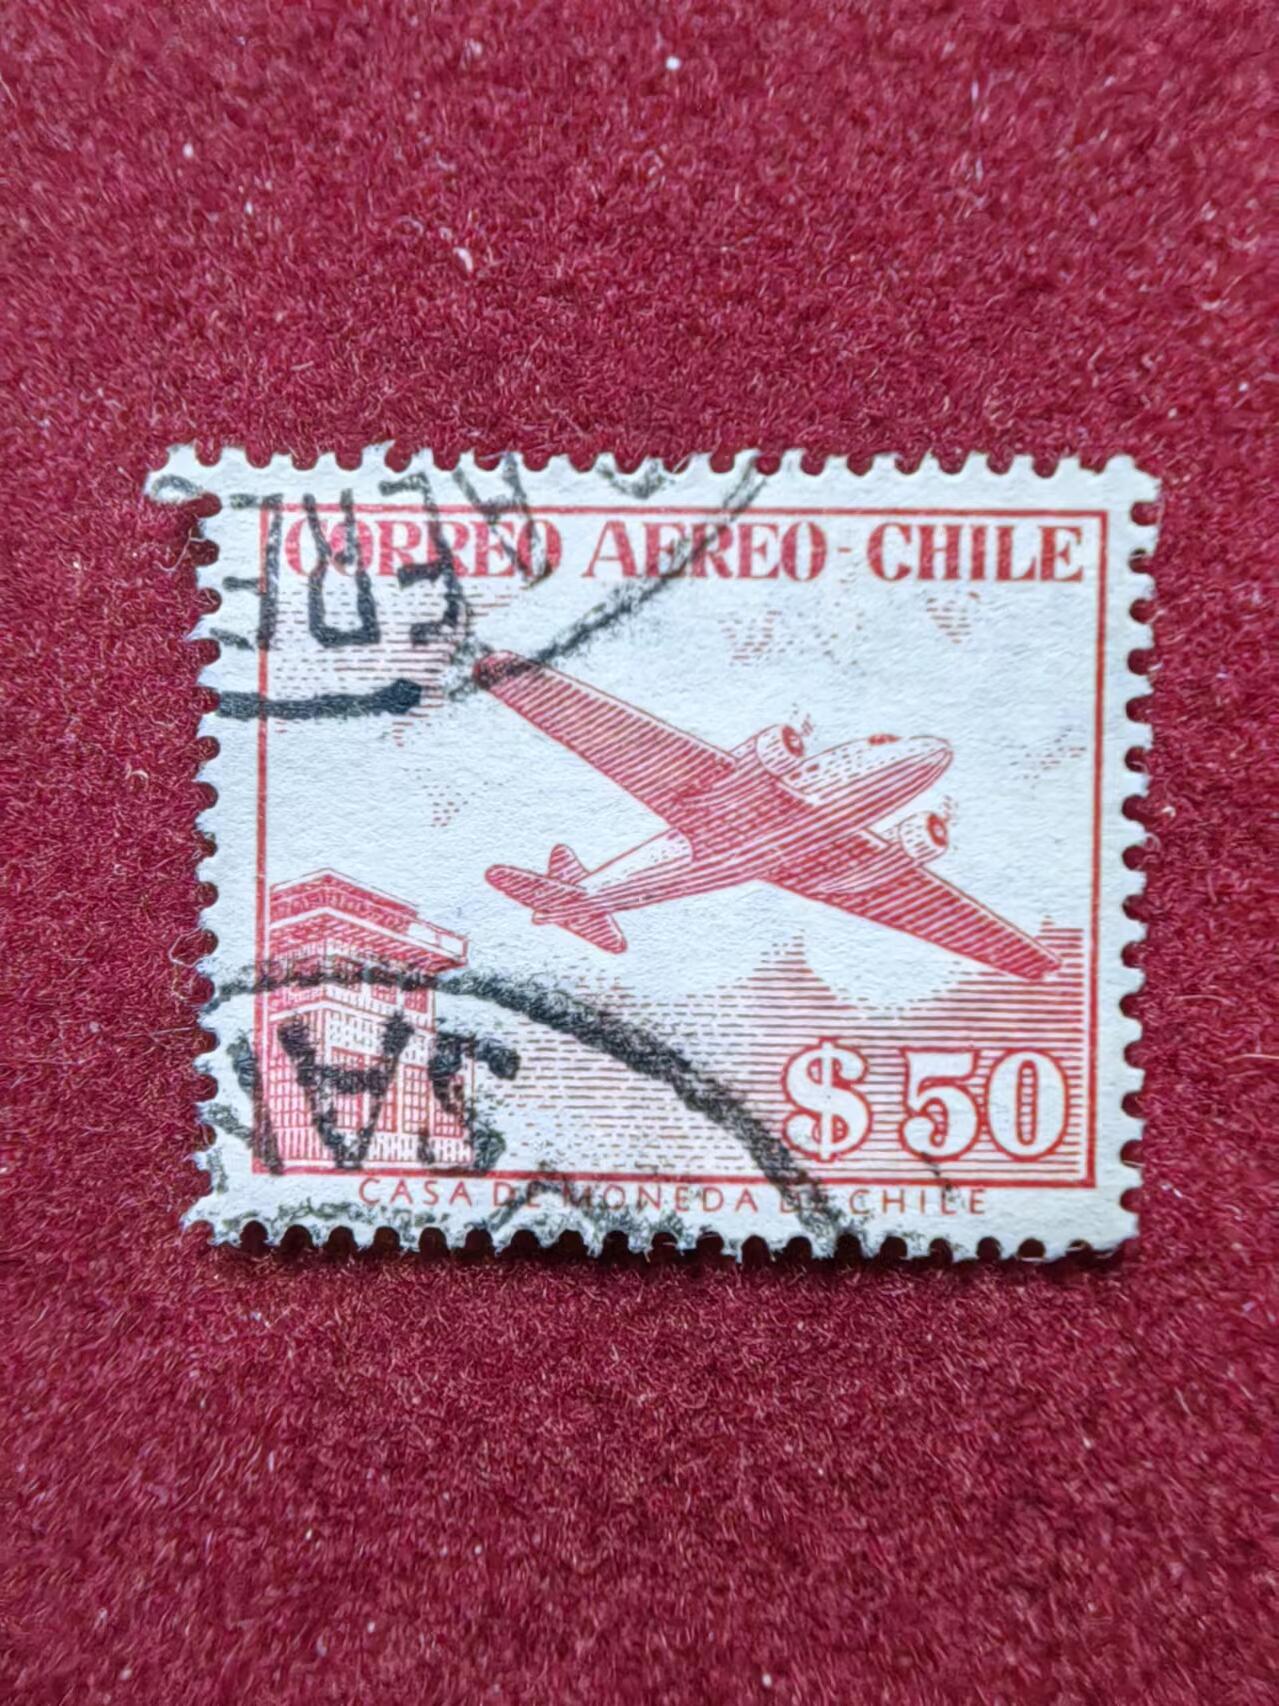 CORREO AEREO-CHILE
$ 50
CASA DE MONEDA DE CHILE